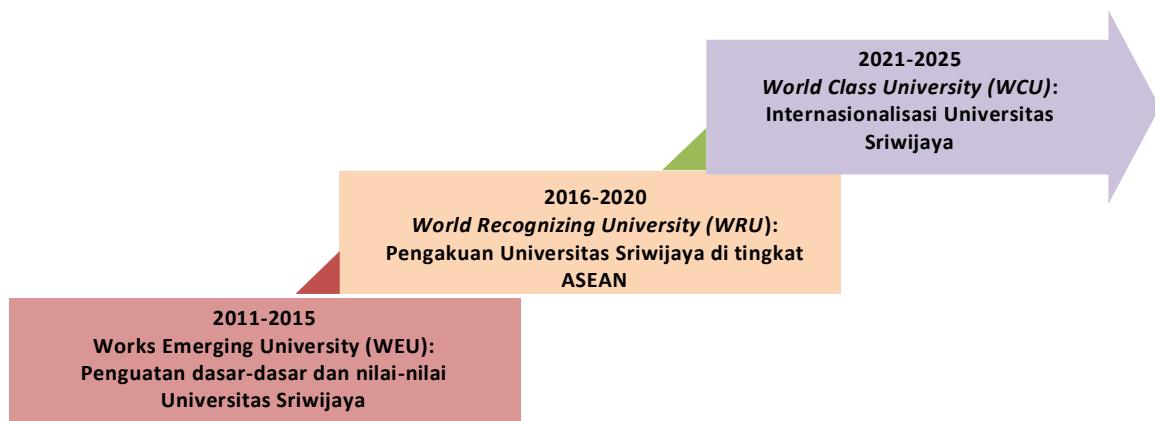 2021-2025
World Class University (WCU):
Internasionalisasi Universitas
Sriwijaya
2016-2020
World Recognizing University (WRU):
Pengakuan Universitas Sriwijaya di tingkat
ASEAN
2011-2015
Works Emerging University (WEU):
Penguatan dasar-dasar dan nilai-nilai
Universitas Sriwijaya